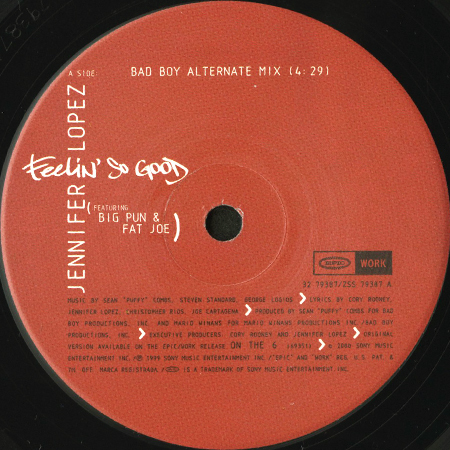 A SIDE: BAD BOY ALTERNATE MIX (4:29)
JENNIFER LOPEZ
FEELIN' SO GOOD
(FEATURING
BIG PUN &
FAT JOE)
EPIC WORK
MUSIC BY SEAN "PUFFY" COMBS, STEVEN STANDARD, GEORGE LOGIOS > LYRICS BY CORY ROONEY,
JENNIFER LOPEZ, CHRISTOPHER RIOS, JOE CARTAGENA > PRODUCED BY SEAN "PUFFY" COMBS FOR BAD
BOY PRODUCTIONS, INC. AND MARIO WINANS FOR MARIO WINANS PRODUCTIONS INC./BAD BOY
PRODUCTIONS, INC. > EXECUTIVE PRODUCERS: CORY ROONEY AND JENNIFER LOPEZ > ORIGINAL
VERSION AVAILABLE ON THE EPIC/WORK RELEASE ON THE 6 > ℗ 2000 SONY MUSIC
ENTERTAINMENT INC./℗ 1999 SONY MUSIC ENTERTAINMENT INC./"EPIC" AND "WORK" REG. U.S. PAT. &
TM. OFF. MARCA REGISTRADA/ IS A TRADEMARK OF SONY MUSIC ENTERTAINMENT INC.